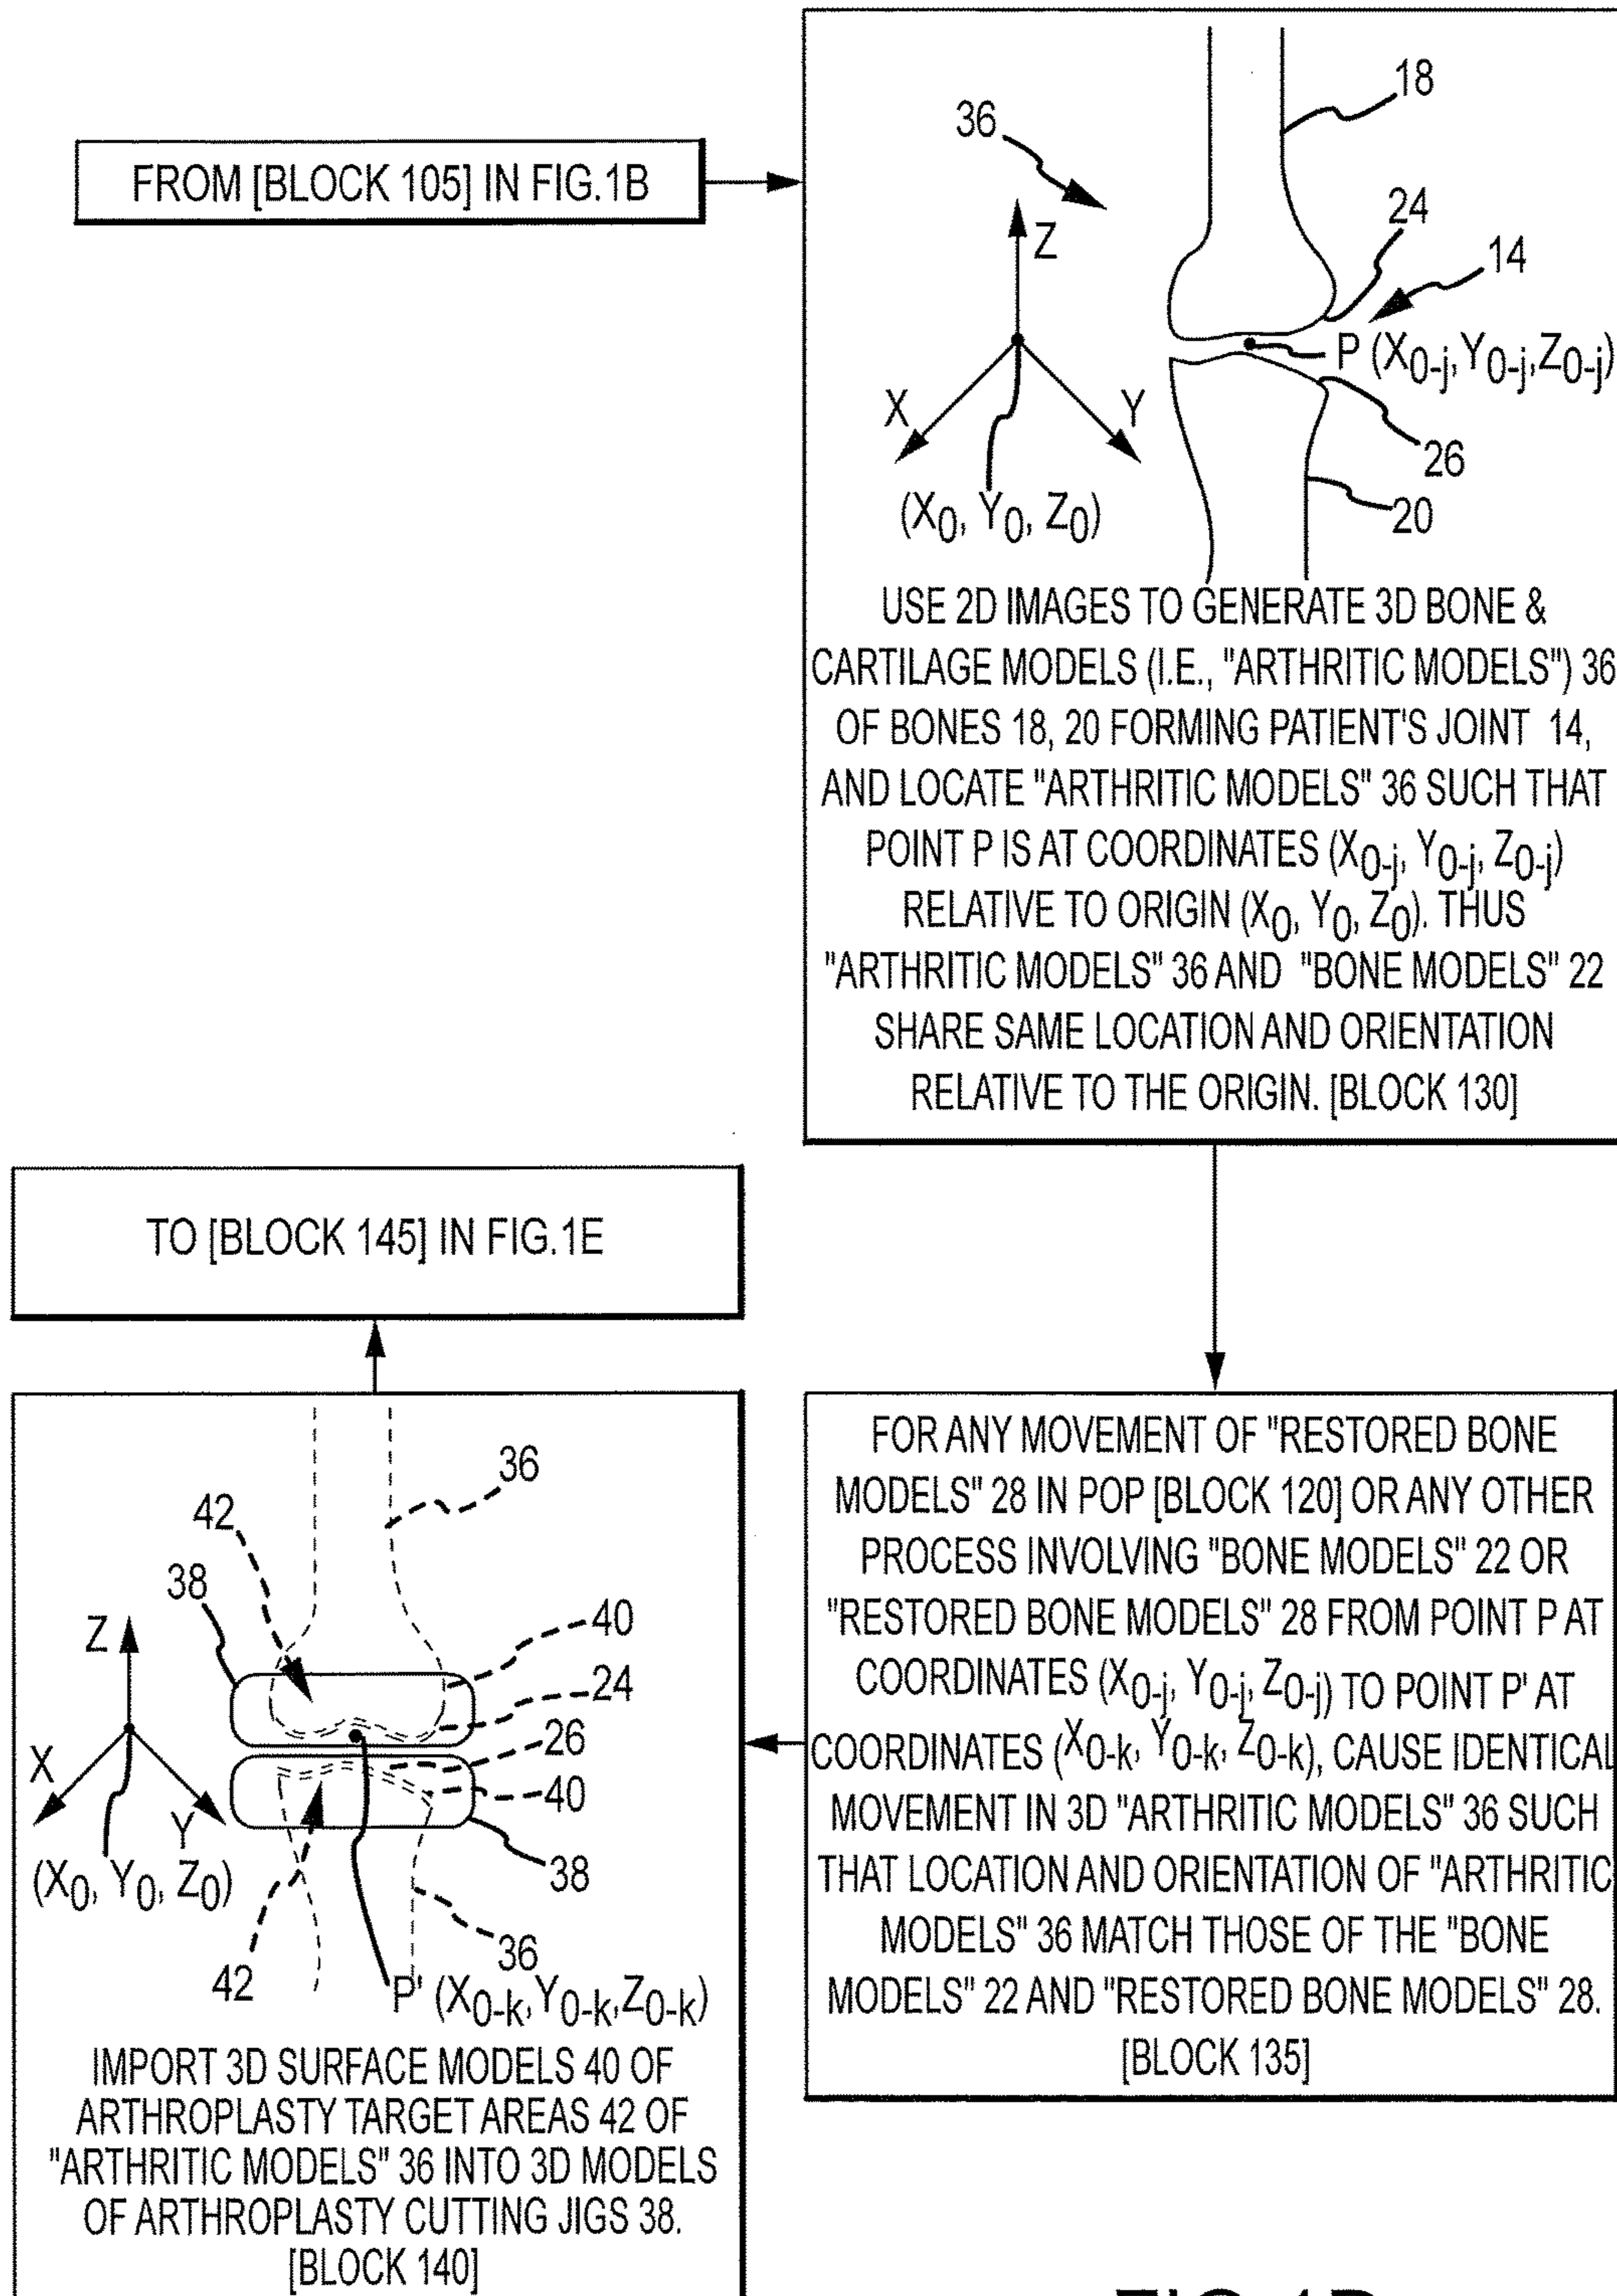 FROM [BLOCK 105] IN FIG.1B
18
36
24
14
Z
P (X0-j,Y0-j,Z0-j)
X
Y
26
(X0, Y0, Z0)
20
USE 2D IMAGES TO GENERATE 3D BONE &
CARTILAGE MODELS (I.E., "ARTHRITIC MODELS") 36
OF BONES 18, 20 FORMING PATIENT'S JOINT 14,
AND LOCATE "ARTHRITIC MODELS" 36 SUCH THAT
POINT P IS AT COORDINATES (X0-j, Y0-j, Z0-j)
RELATIVE TO ORIGIN (X0, Y0, Z0). THUS
"ARTHRITIC MODELS" 36 AND "BONE MODELS" 22
SHARE SAME LOCATION AND ORIENTATION
RELATIVE TO THE ORIGIN. [BLOCK 130]
FOR ANY MOVEMENT OF "RESTORED BONE
MODELS" 28 IN POP [BLOCK 120] OR ANY OTHER
PROCESS INVOLVING "BONE MODELS" 22 OR
"RESTORED BONE MODELS" 28 FROM POINT P AT
COORDINATES (X0-j, Y0-j, Z0-j) TO POINT P' AT
COORDINATES (X0-k, Y0-k, Z0-k), CAUSE IDENTICAL
MOVEMENT IN 3D "ARTHRITIC MODELS" 36 SUCH
THAT LOCATION AND ORIENTATION OF "ARTHRITIC
MODELS" 36 MATCH THOSE OF THE "BONE
MODELS" 22 AND "RESTORED BONE MODELS" 28.
[BLOCK 135]
36
42
38
40
Z
24
26
X
40
Y
38
(X0, Y0, Z0)
36
42
P' (X0-k,Y0-k,Z0-k)
IMPORT 3D SURFACE MODELS 40 OF
ARTHROPLASTY TARGET AREAS 42 OF
"ARTHRITIC MODELS" 36 INTO 3D MODELS
OF ARTHROPLASTY CUTTING JIGS 38.
[BLOCK 140]
TO [BLOCK 145] IN FIG.1E